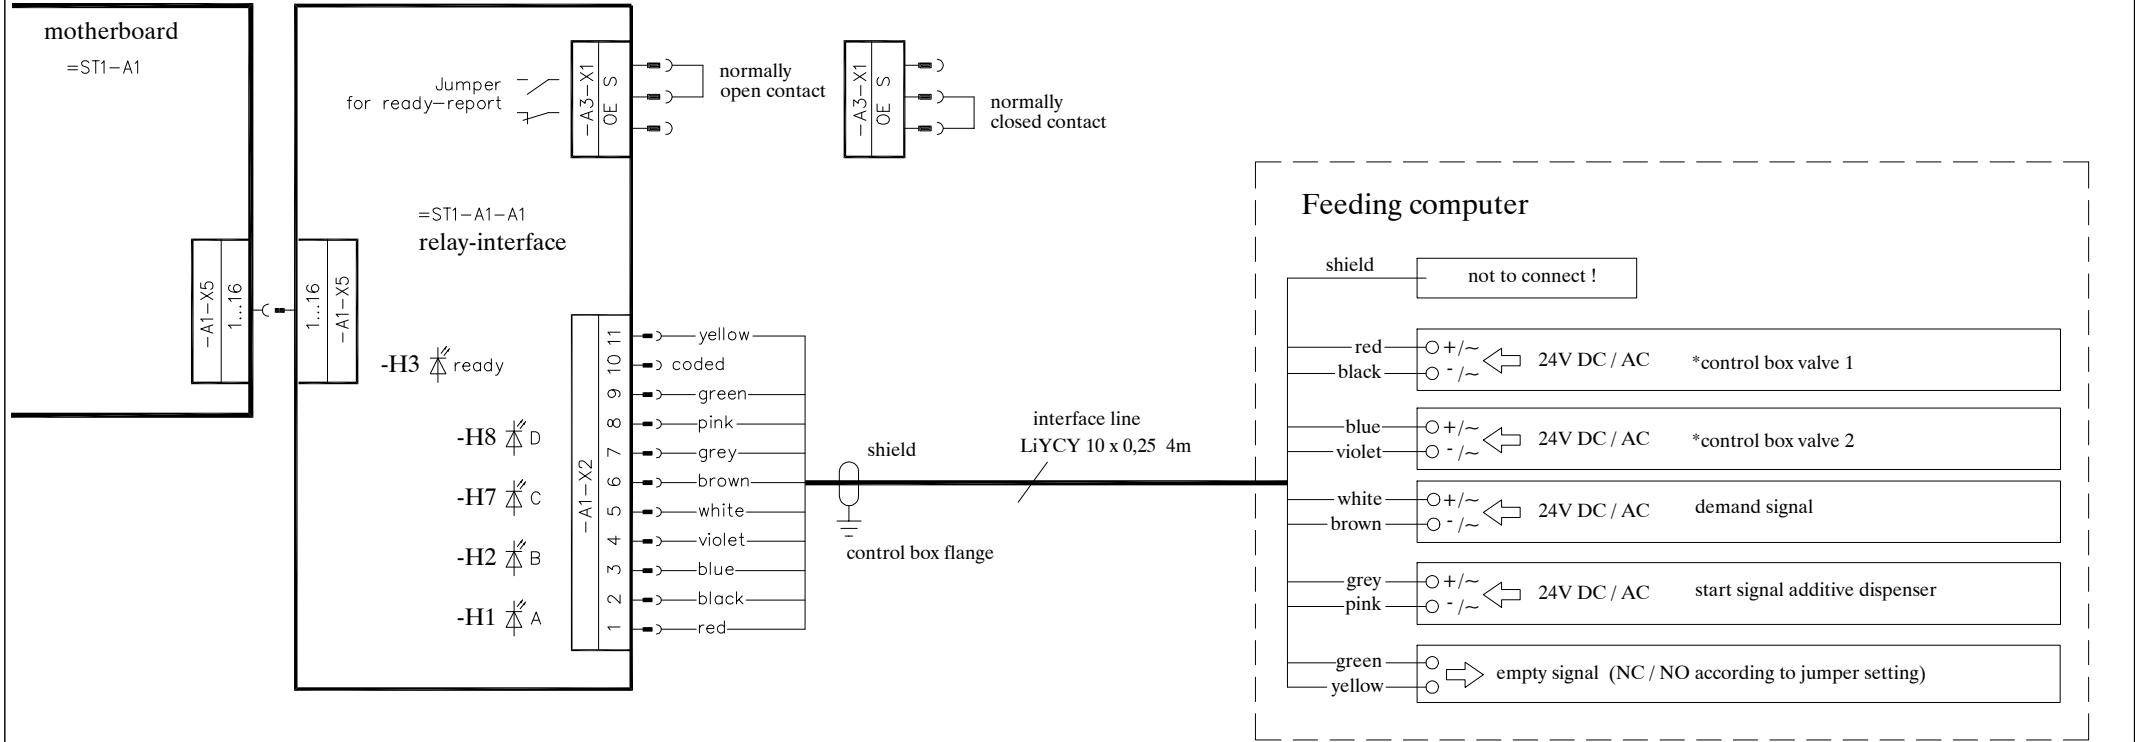 motherboard
=ST1-A1
-A1-X5
1...16
1...16
-A1-X5
Jumper
for ready-report
-A3-X1
OE S
normally
open contact
-A3-X1
OE S
normally
closed contact
=ST1-A1-A1
relay-interface
-H3 ready
-H8 D
-H7 C
-H2 B
-H1 A
-A1-X2
11 yellow
10 coded
9 green
8 pink
7 grey
6 brown
5 white
4 violet
3 blue
2 black
1 red
shield
control box flange
interface line
LiYCY 10 x 0,25 4m
Feeding computer
shield not to connect !
red +/~
black - /~
24V DC / AC *control box valve 1
blue +/~
violet - /~
24V DC / AC *control box valve 2
white +/~
brown - /~
24V DC / AC demand signal
grey +/~
pink - /~
24V DC / AC start signal additive dispenser
green
yellow
empty signal (NC / NO according to jumper setting)